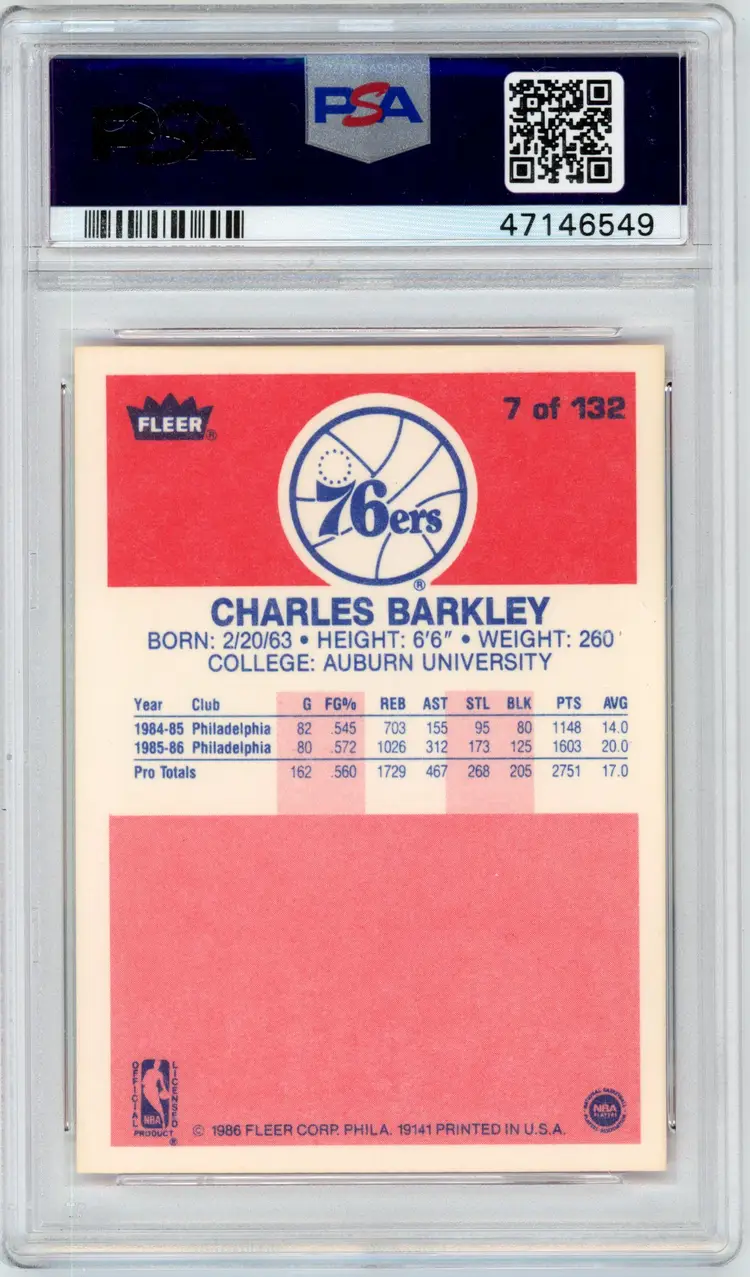 PSA
PSA
47146549
FLEER ®
7 of 132
76ers
®
CHARLES BARKLEY
BORN: 2/20/63 • HEIGHT: 6'6" • WEIGHT: 260
COLLEGE: AUBURN UNIVERSITY
Year Club G FG% REB AST STL BLK PTS AVG
1984-85 Philadelphia 82 .545 703 155 95 80 1148 14.0
1985-86 Philadelphia 80 .572 1026 312 173 125 1603 20.0
Pro Totals 162 .560 1729 467 268 205 2751 17.0
OFFICIAL
NBA
LICENSED
PRODUCT ®
© 1986 FLEER CORP. PHILA. 19141 PRINTED IN U.S.A.
NBA
PLAYERS